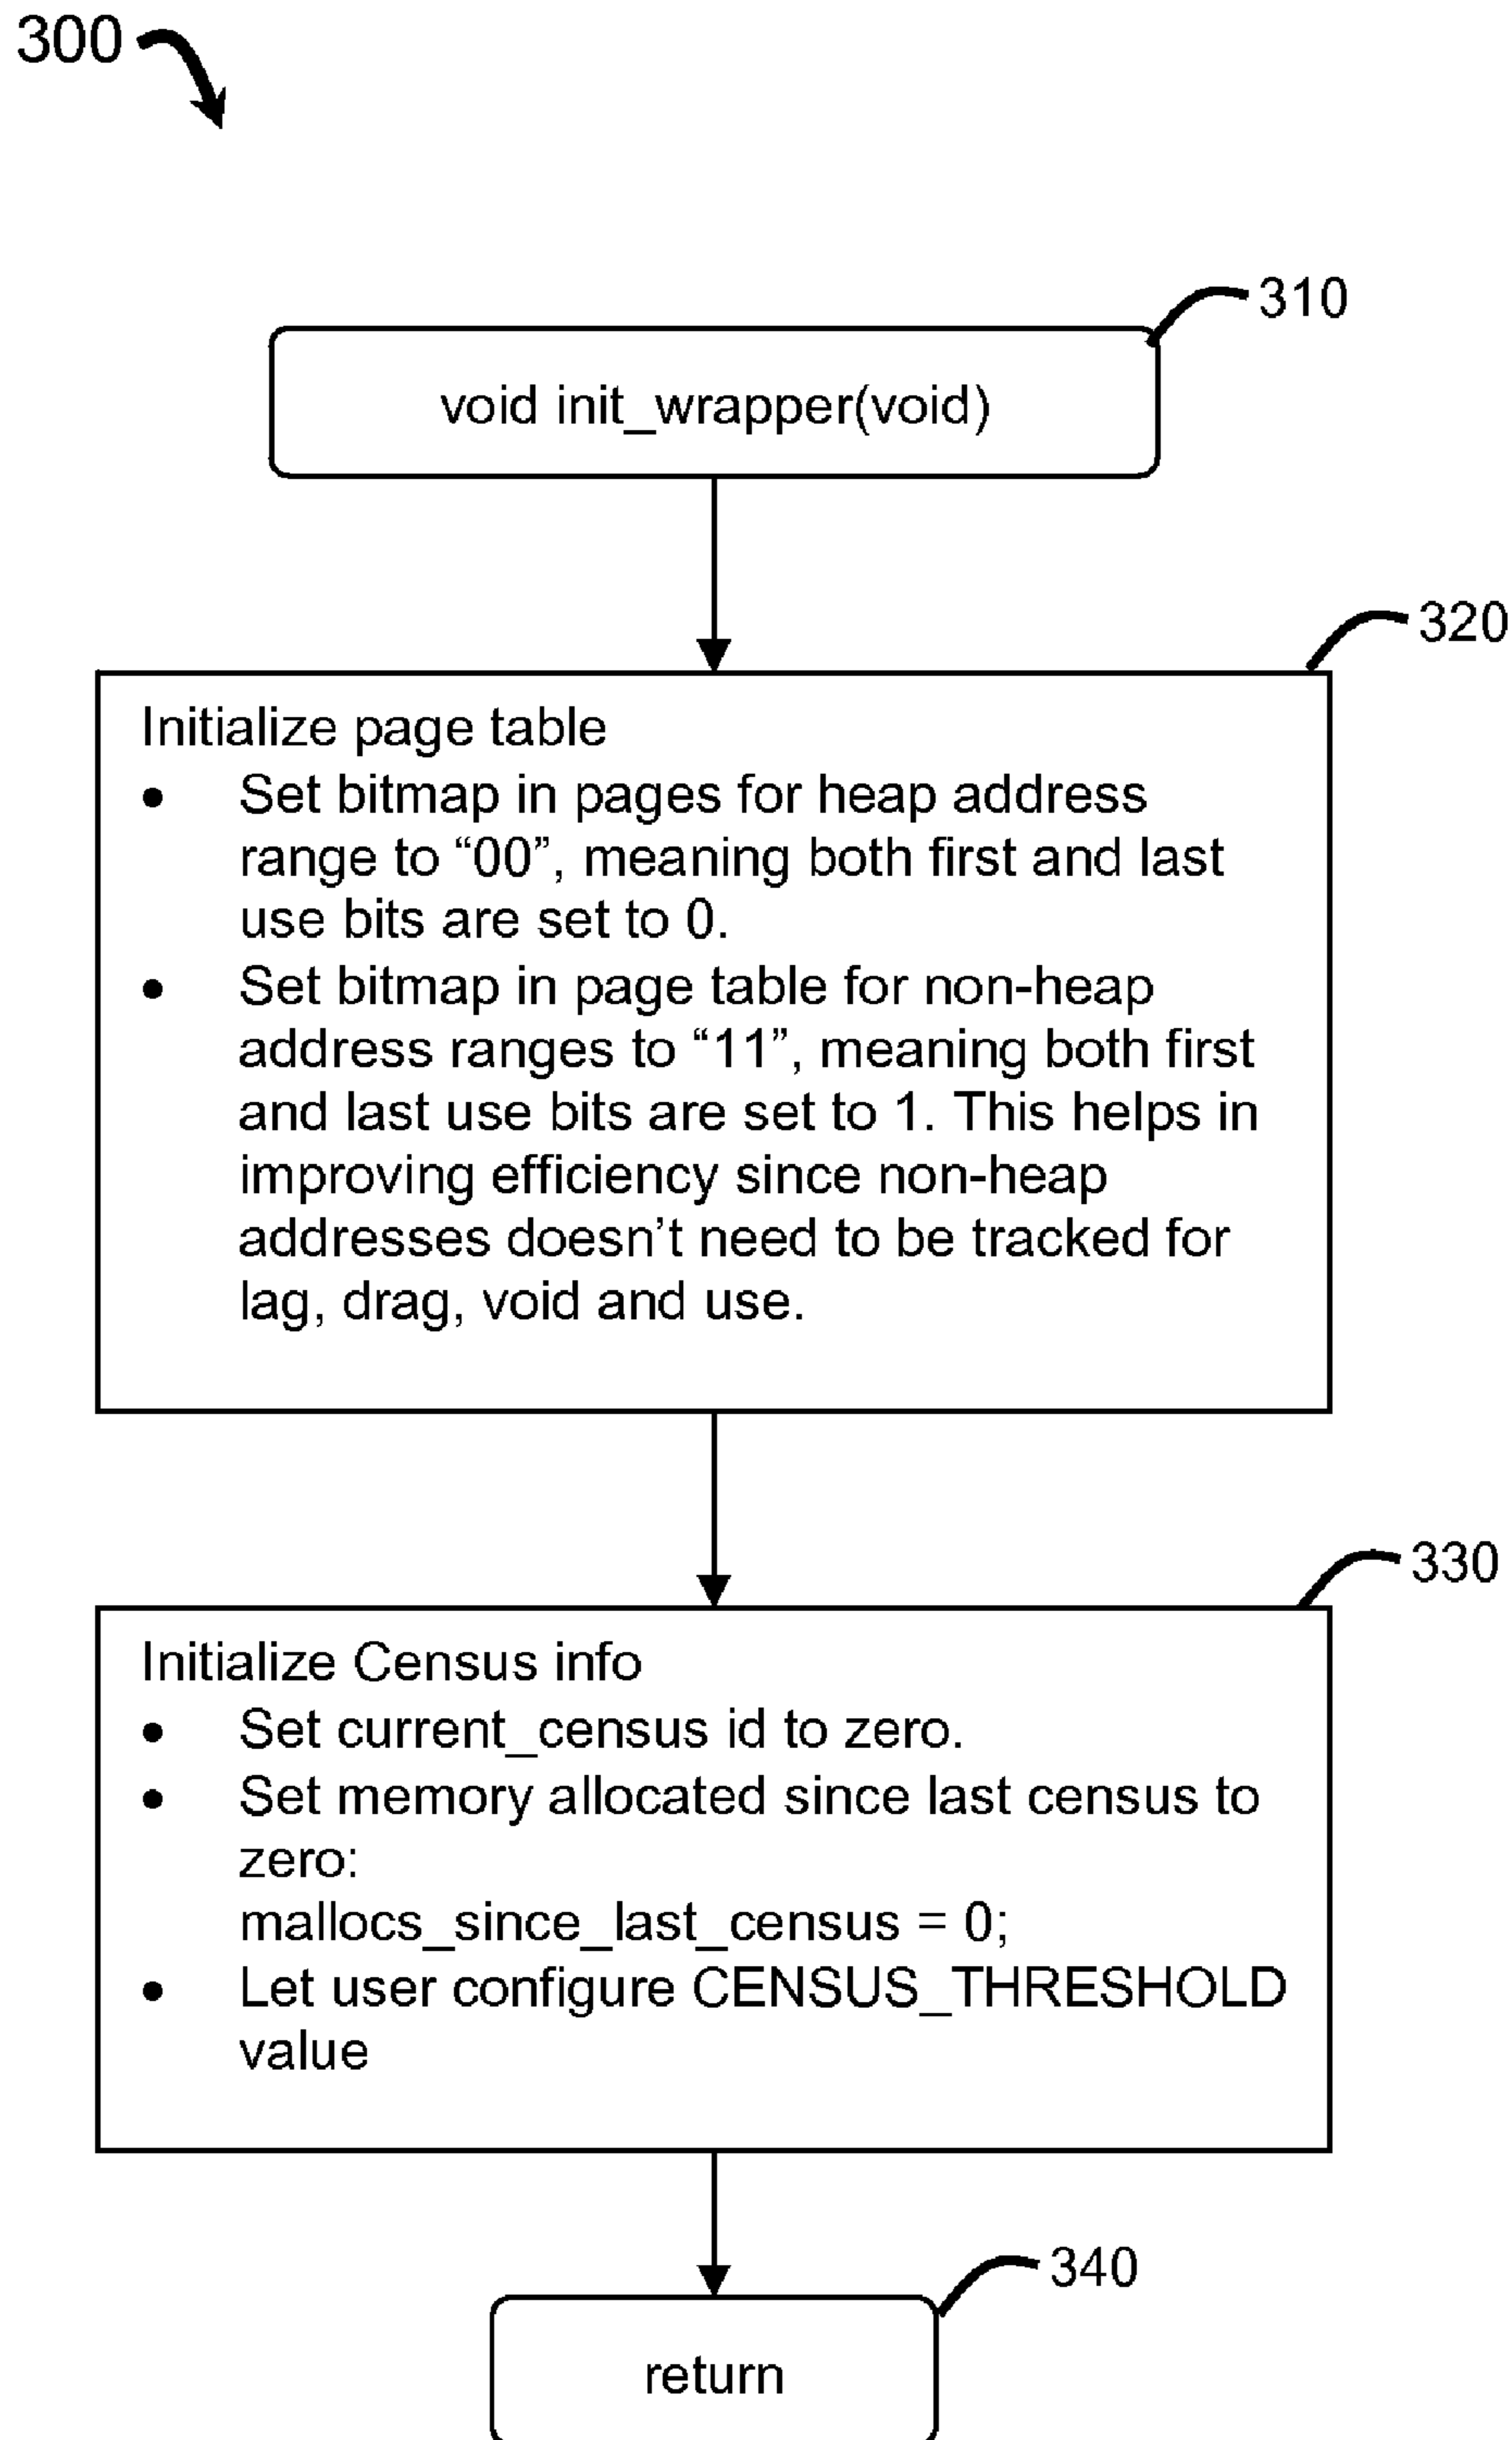 300
310
void init_wrapper(void)
320
Initialize page table
• Set bitmap in pages for heap address
range to “00”, meaning both first and last
use bits are set to 0.
• Set bitmap in page table for non-heap
address ranges to “11”, meaning both first
and last use bits are set to 1. This helps in
improving efficiency since non-heap
addresses doesn’t need to be tracked for
lag, drag, void and use.
330
Initialize Census info
• Set current_census id to zero.
• Set memory allocated since last census to
zero:
mallocs_since_last_census = 0;
• Let user configure CENSUS_THRESHOLD
value
340
return